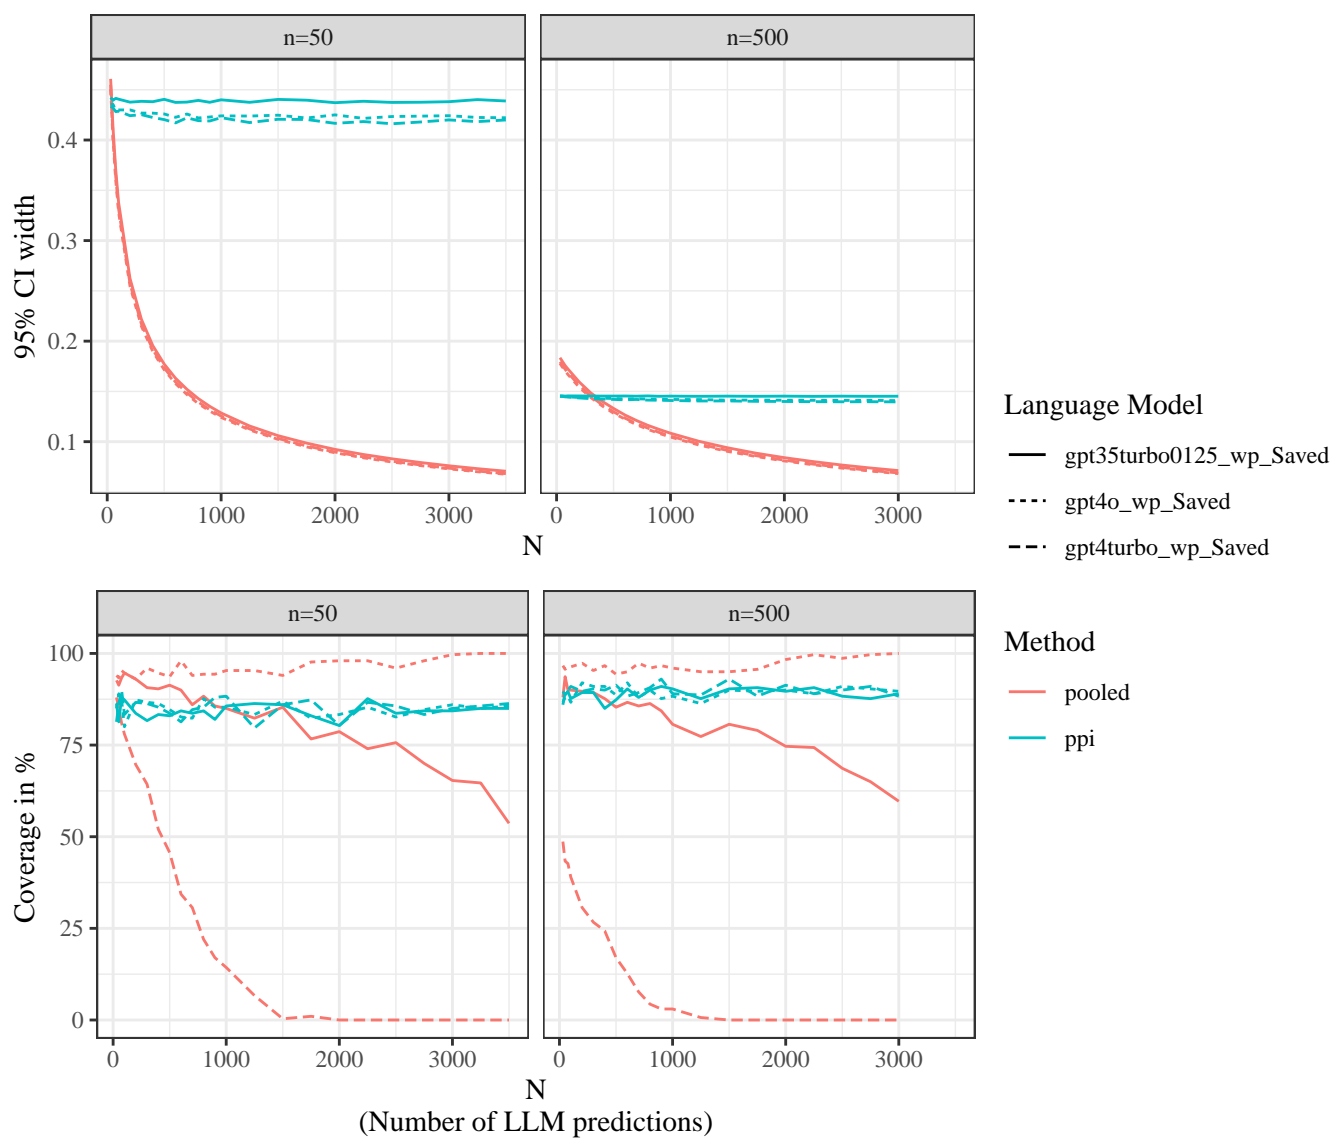 n=50
n=500
95% CI width
0.4
0.3
0.2
0.1
0 1000 2000 3000
0 1000 2000 3000
N
Language Model
gpt35turbo0125_wp_Saved
gpt4o_wp_Saved
gpt4turbo_wp_Saved
Method
pooled
ppi
n=50
n=500
Coverage in %
100
75
50
25
0
0 1000 2000 3000
0 1000 2000 3000
N
(Number of LLM predictions)